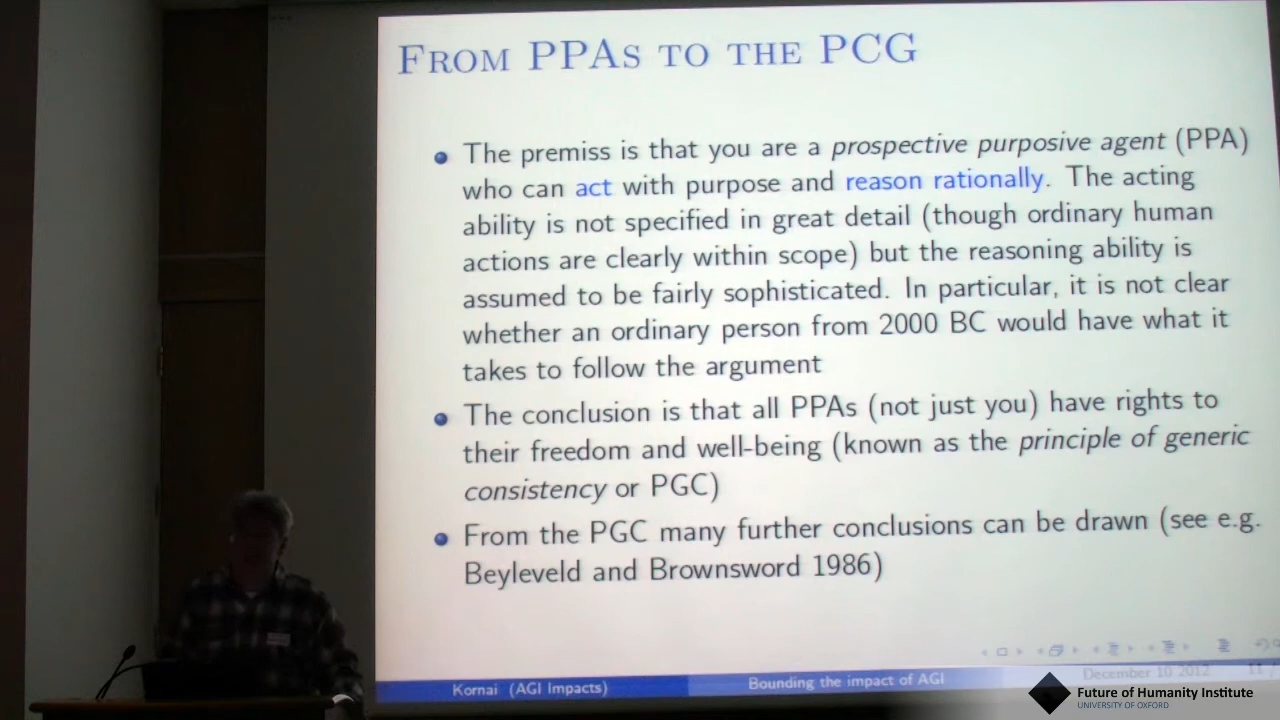 FROM PPAS TO THE PCG
The premiss is that you are a prospective purposive agent (PPA)
who can act with purpose and reason rationally. The acting
ability is not specified in great detail (though ordinary human
actions are clearly within scope) but the reasoning ability is
assumed to be fairly sophisticated. In particular, it is not clear
whether an ordinary person from 2000 BC would have what it
takes to follow the argument
The conclusion is that all PPAs (not just you) have rights to
their freedom and well-being (known as the principle of generic
consistency or PGC)
From the PGC many further conclusions can be drawn (see e.g.
Beyleveld and Brownsword 1986)
Kornai (AGI Impacts)
Bounding the impact of AGI
December 10 2012
11 /
Future of Humanity Institute
UNIVERSITY OF OXFORD